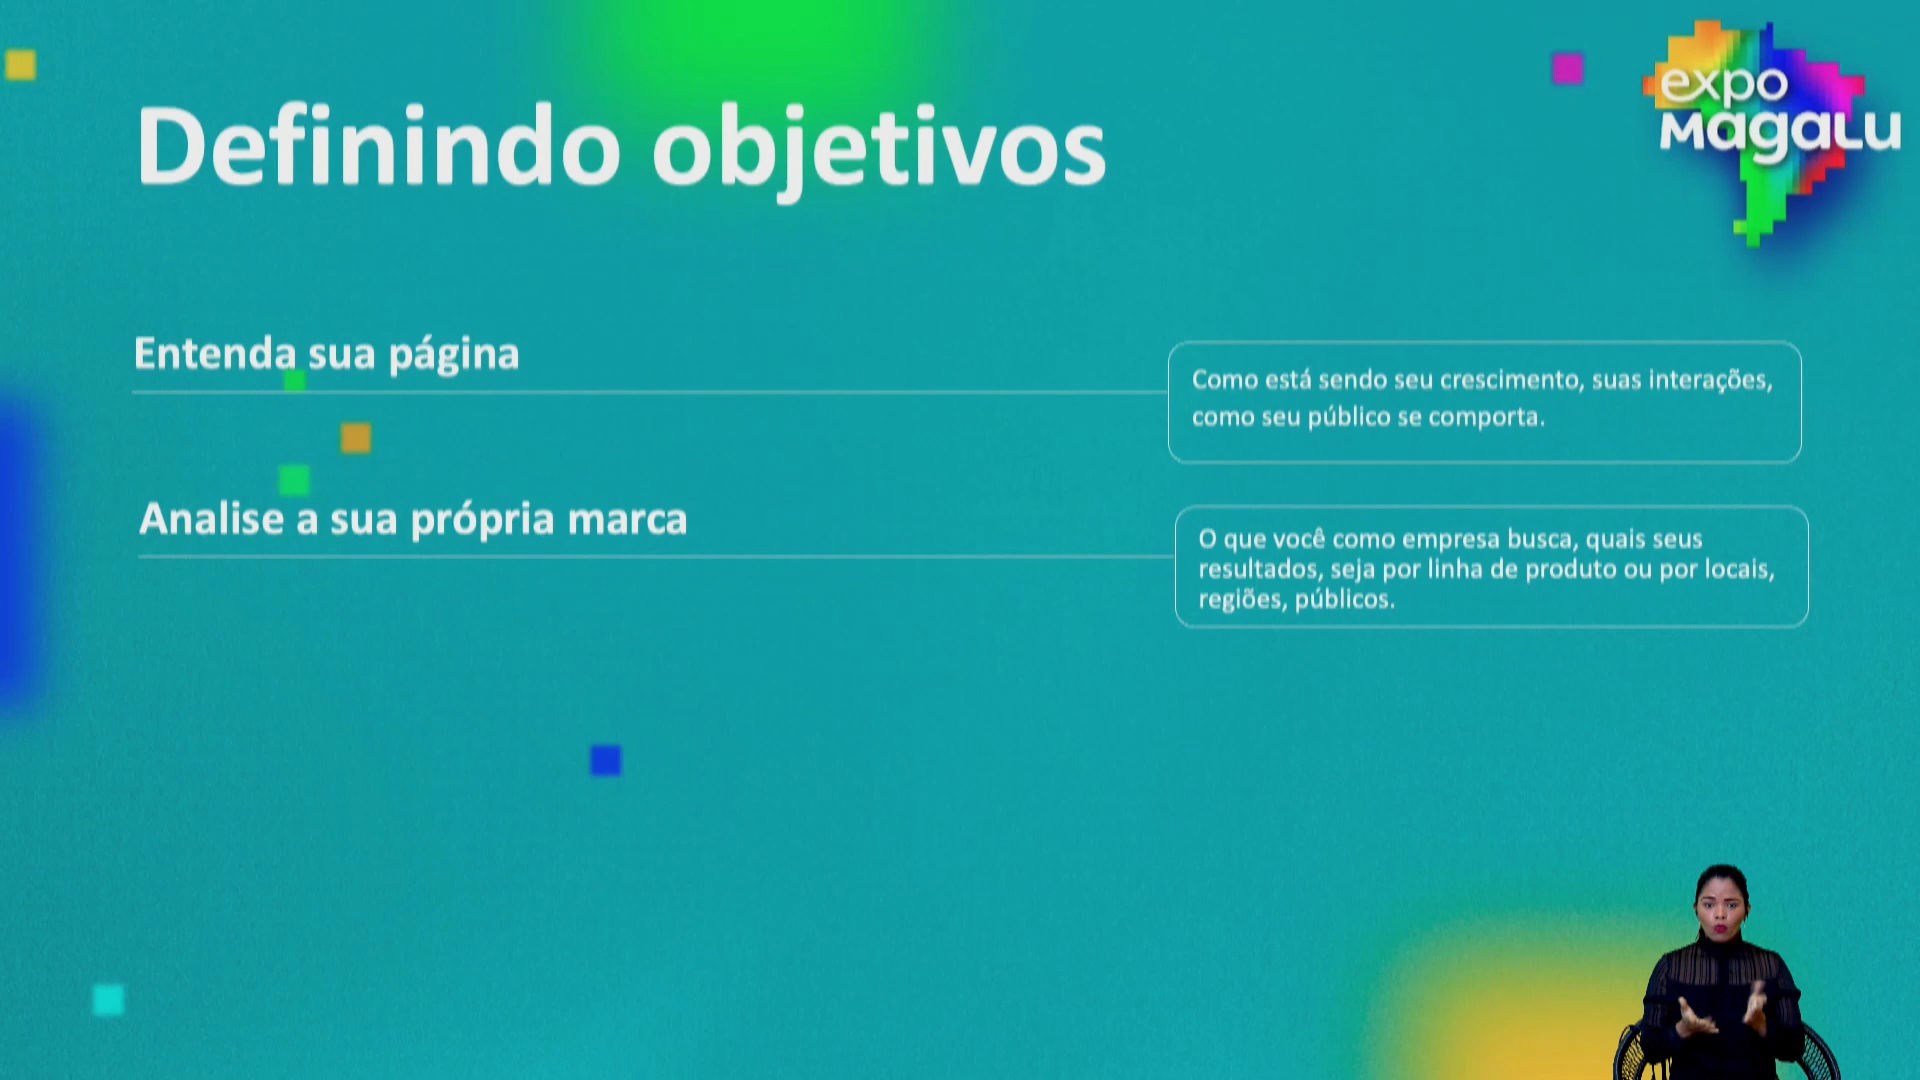 expo
Magalu
Definindo objetivos
Entenda sua página
Como está sendo seu crescimento, suas interações,
como seu público se comporta.
Analise a sua própria marca
O que você como empresa busca, quais seus
resultados, seja por linha de produto ou por locais,
regiões, públicos.